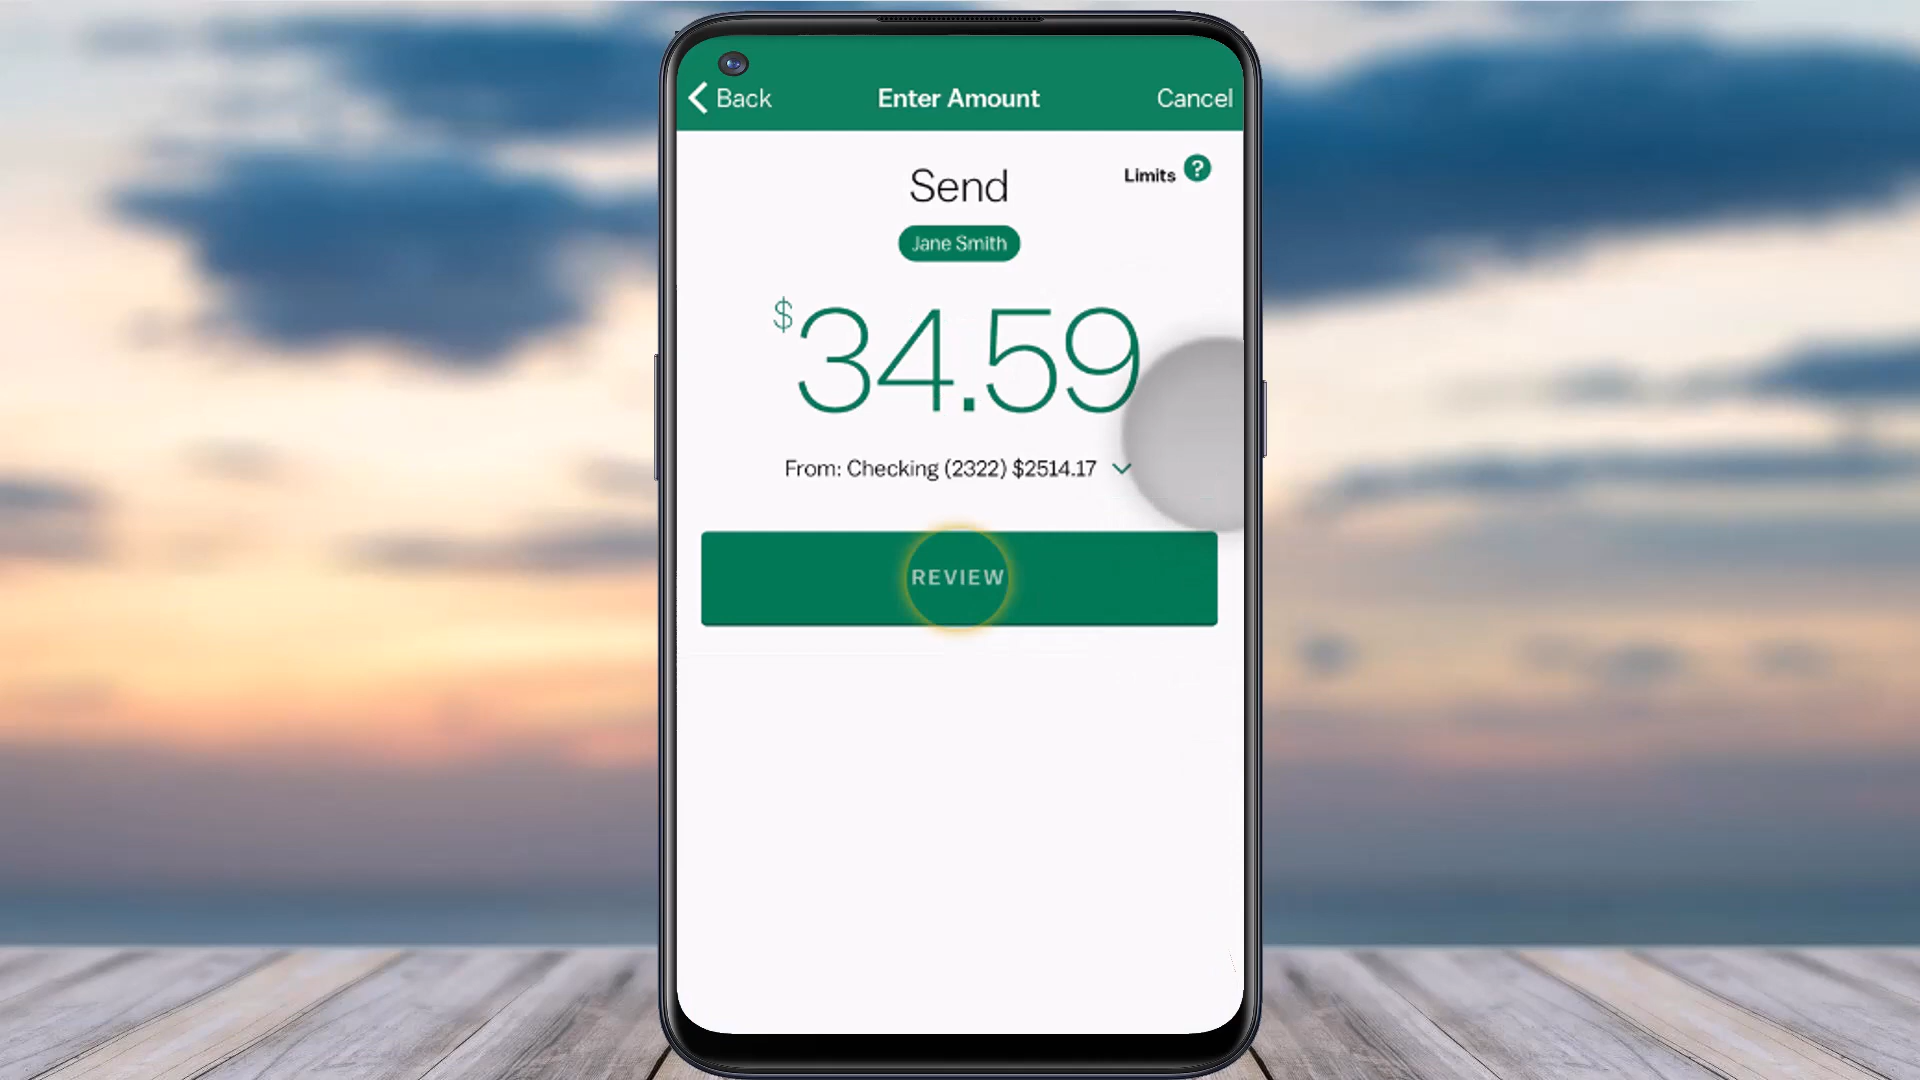 Back
Enter Amount
Cancel
Send
Limits ?
Jane Smith
$34.59
From: Checking (2322) $2514.17
REVIEW